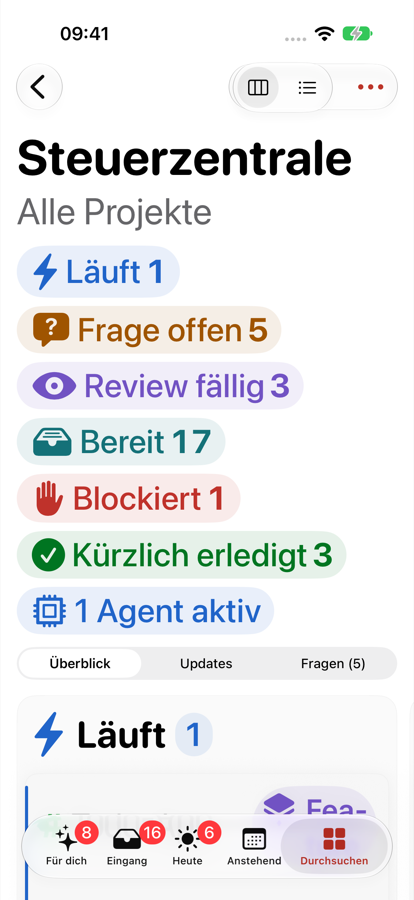 09:41
Steuerzentrale
Alle Projekte
Läuft 1
Frage offen 5
Review fällig 3
Bereit 17
Blockiert 1
Kürzlich erledigt 3
1 Agent aktiv
Überblick Updates Fragen (5)
Läuft 1
Fea-
8 16 6
Für dich Eingang Heute Anstehend Durchsuchen